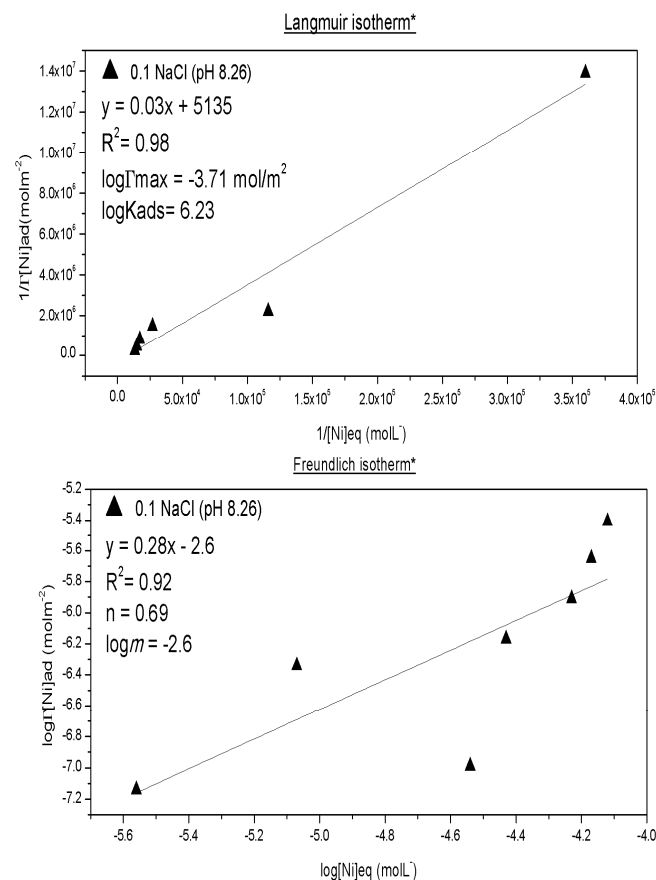 Langmuir isotherm*
1.4x10⁷
1.2x10⁷
1.0x10⁷
8.0x10⁶
6.0x10⁶
4.0x10⁶
2.0x10⁶
0.0
1/Γ[Ni]ad(molm⁻²)
▲ 0.1 NaCl (pH 8.26)
y = 0.03x + 5135
R²= 0.98
logΓmax = -3.71 mol/m²
logKads= 6.23
0.0 5.0x10⁴ 1.0x10⁵ 1.5x10⁵ 2.0x10⁵ 2.5x10⁵ 3.0x10⁵ 3.5x10⁵ 4.0x10⁵
1/[Ni]eq (molL⁻)
Freundlich isotherm*
-5.2
-5.4
-5.6
-5.8
-6.0
-6.2
-6.4
-6.6
-6.8
-7.0
-7.2
logΓ[Ni]ad (molm⁻²)
▲ 0.1 NaCl (pH 8.26)
y = 0.28x - 2.6
R²= 0.92
n = 0.69
logm = -2.6
-5.6 -5.4 -5.2 -5.0 -4.8 -4.6 -4.4 -4.2 -4.0
log[Ni]eq (molL⁻)